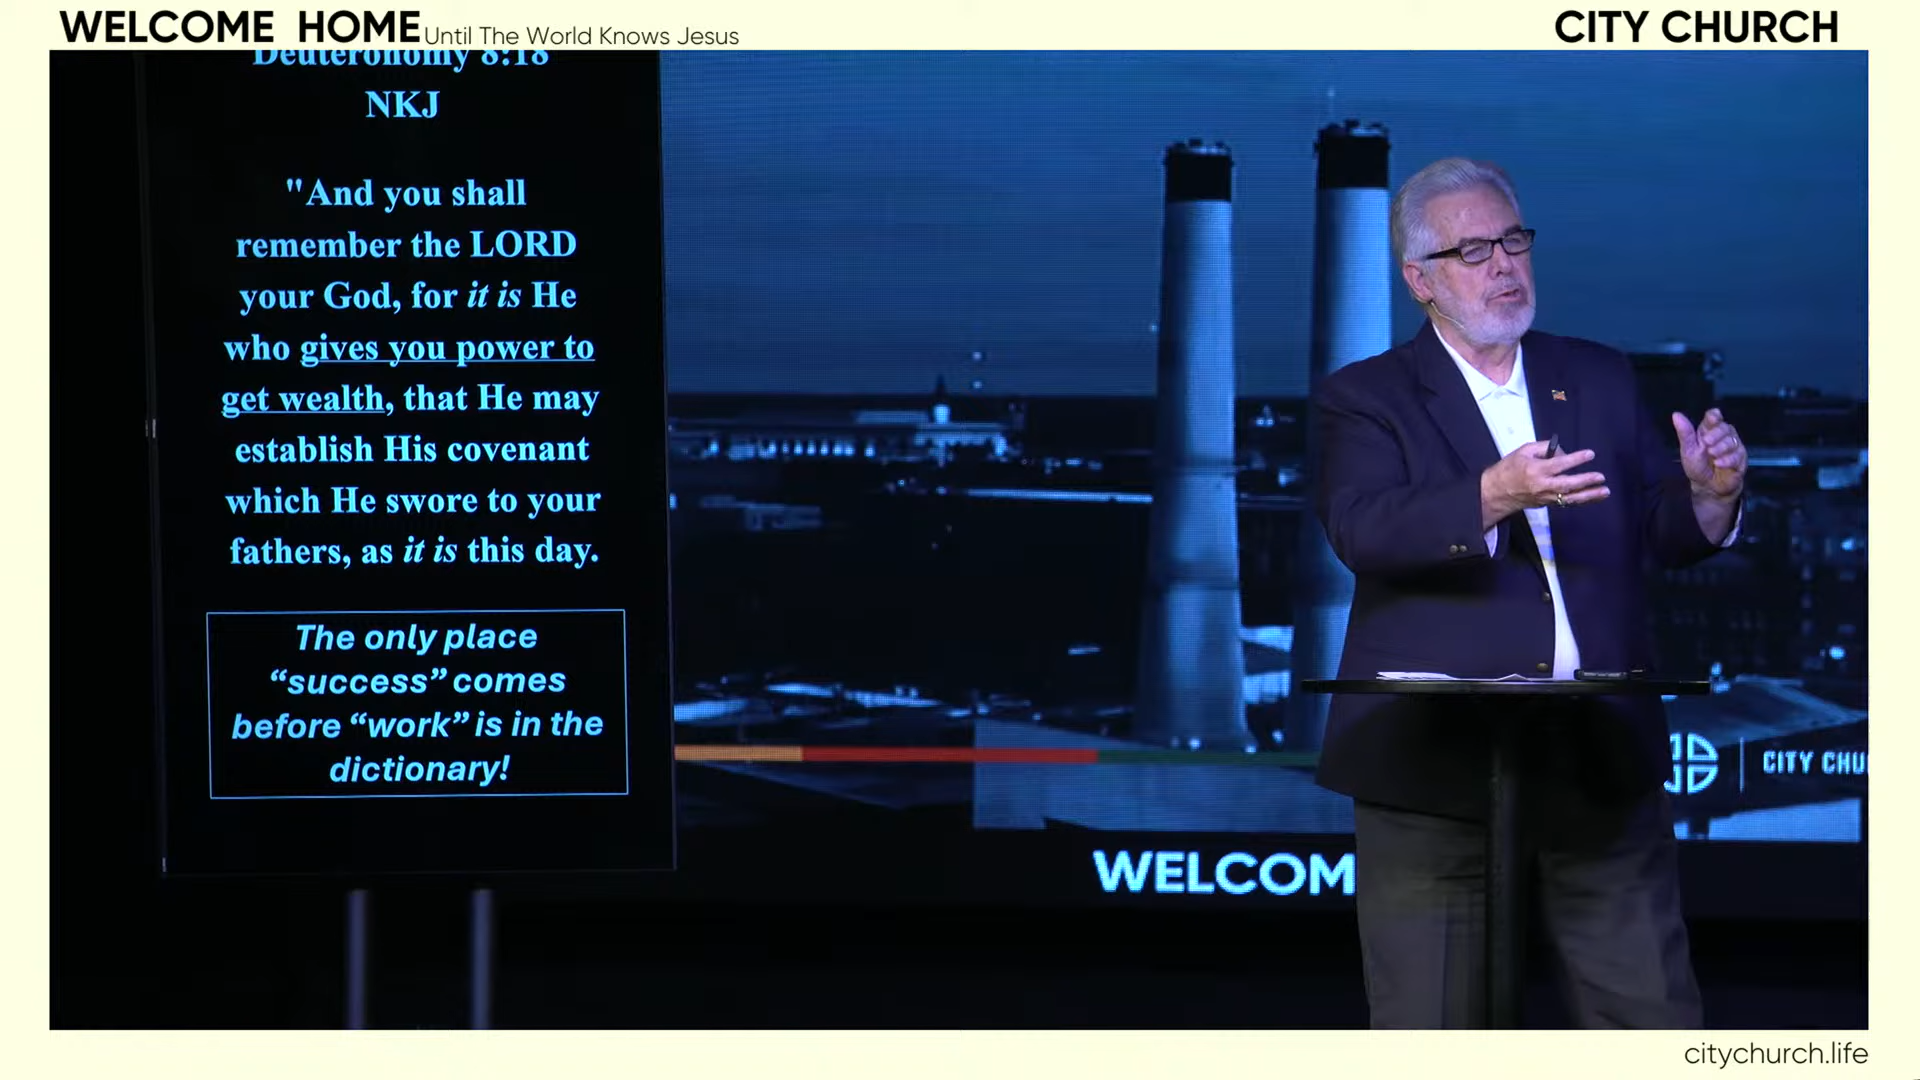 WELCOME HOME Until The World Knows Jesus
CITY CHURCH
Deuteronomy 8:18
NKJ
"And you shall
remember the LORD
your God, for it is He
who gives you power to
get wealth, that He may
establish His covenant
which He swore to your
fathers, as it is this day.
The only place
“success” comes
before “work” is in the
dictionary!
CITY CHU
WELCOM
citychurch.life